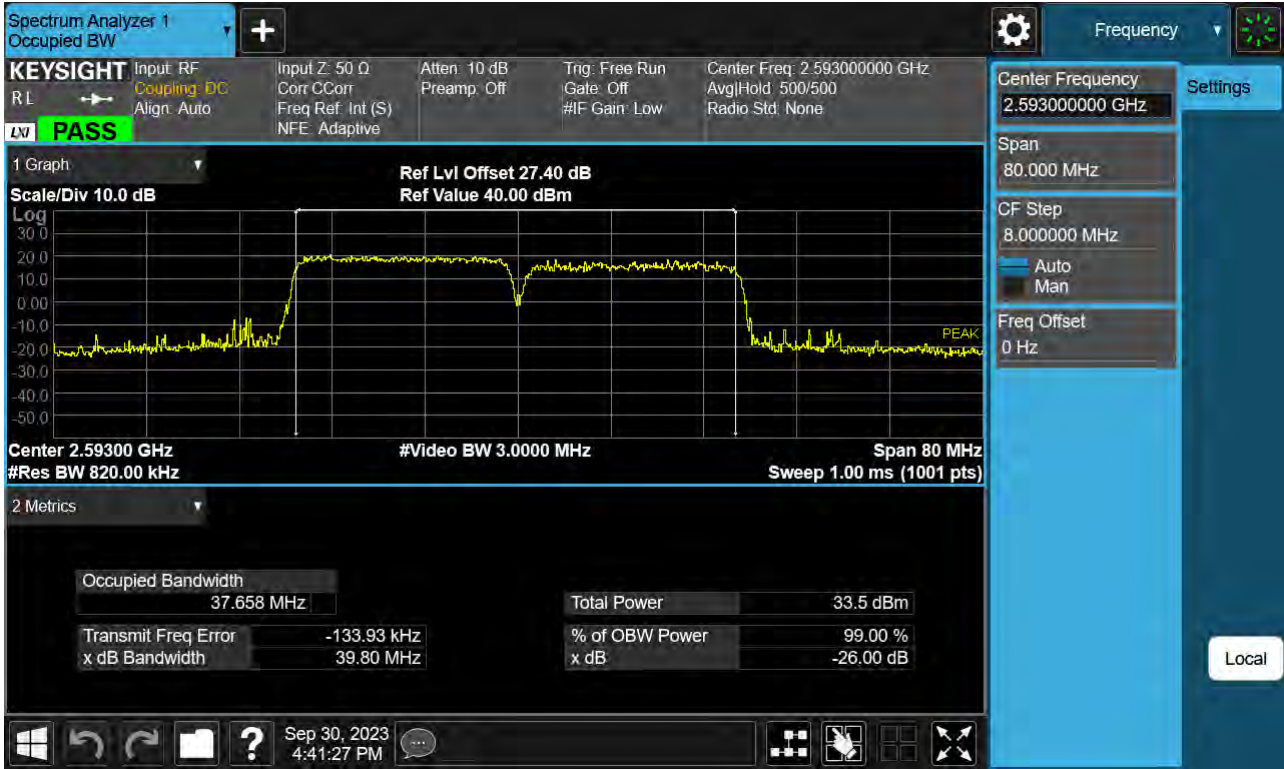 Spectrum Analyzer 1
Occupied BW
+
Frequency
KEYSIGHT
RL
LXI
PASS
Input: RF
Coupling: DC
Align: Auto
Input Z: 50 Ω
Corr CCorr
Freq Ref: Int (S)
NFE: Adaptive
Atten: 10 dB
Preamp: Off
Trig: Free Run
Gate: Off
#IF Gain: Low
Center Freq: 2.593000000 GHz
Avg|Hold: 500/500
Radio Std: None
Center Frequency
2.593000000 GHz
Settings
Span
80.000 MHz
CF Step
8.000000 MHz
Auto
Man
Freq Offset
0 Hz
Local
1 Graph
Scale/Div 10.0 dB
Ref Lvl Offset 27.40 dB
Ref Value 40.00 dBm
Log
30.0
20.0
10.0
0.00
-10.0
-20.0
-30.0
-40.0
-50.0
PEAK
Center 2.59300 GHz
#Video BW 3.0000 MHz
Span 80 MHz
#Res BW 820.00 kHz
Sweep 1.00 ms (1001 pts)
2 Metrics
Occupied Bandwidth
37.658 MHz
Total Power 33.5 dBm
Transmit Freq Error -133.93 kHz
% of OBW Power 99.00 %
x dB Bandwidth 39.80 MHz
x dB -26.00 dB
?
Sep 30, 2023
4:41:27 PM